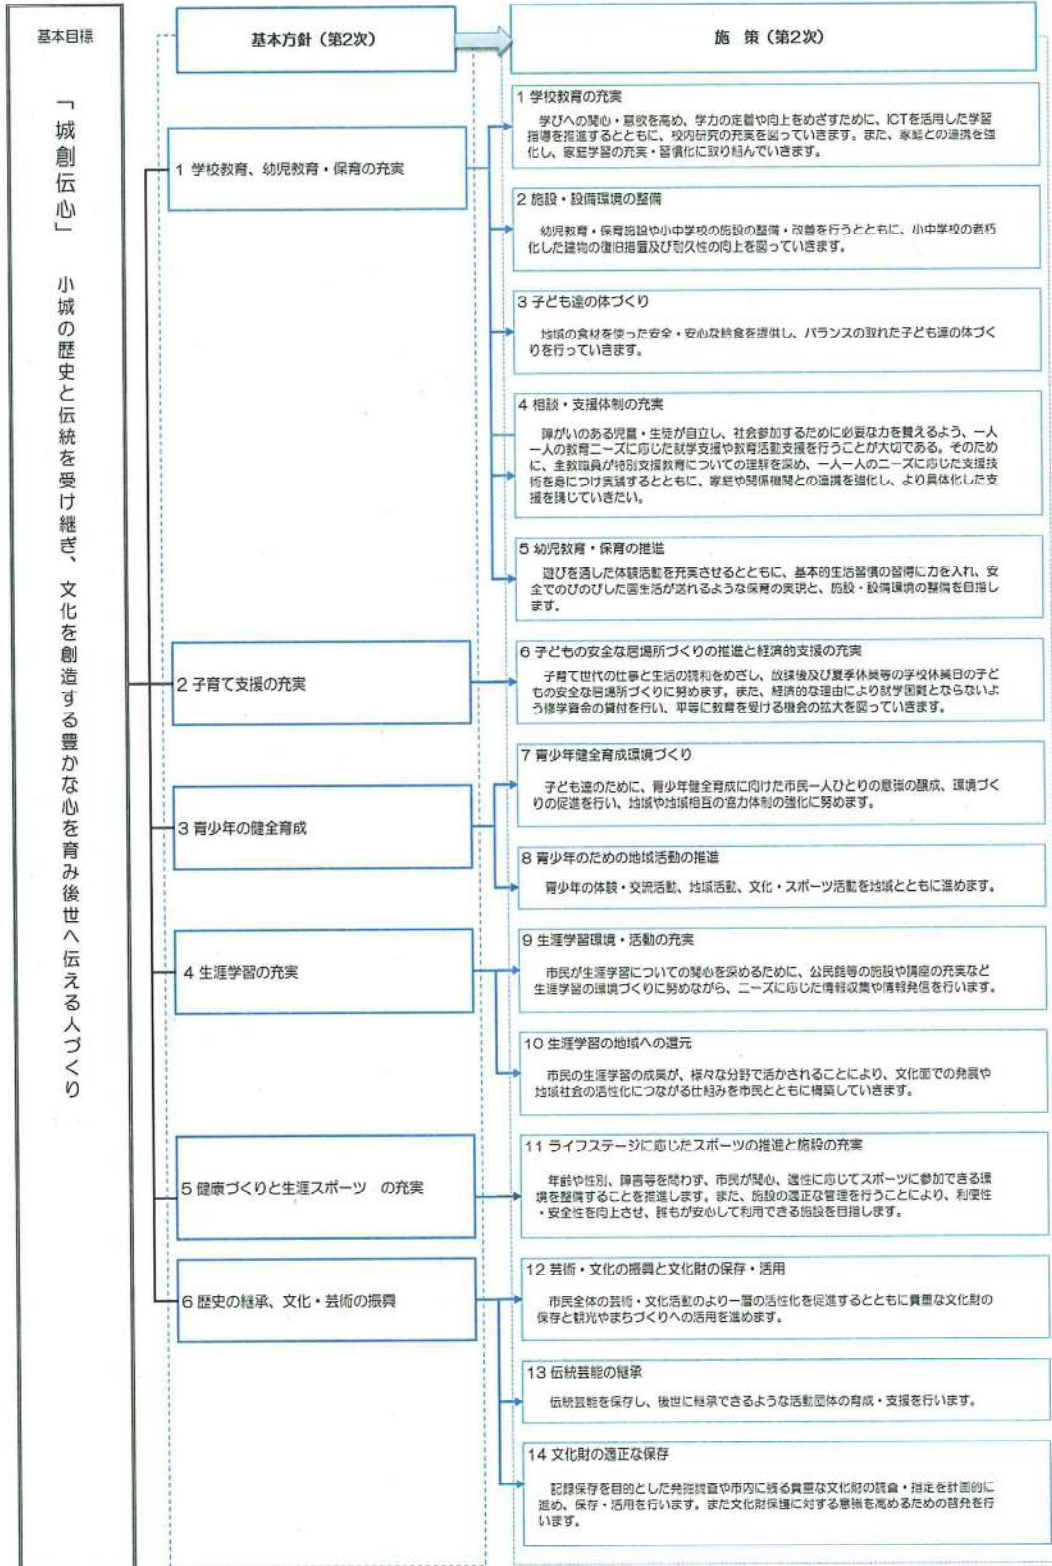 基本目標
「城創伝心」 小城の歴史と伝統を受け継ぎ、文化を創造する豊かな心を育み後世へ伝える人づくり
基本方針(第2次)
施 策(第2次)
1 学校教育、幼児教育・保育の充実
1 学校教育の充実
学びへの関心・意欲を高め、学力の定着や向上をめざすために、ICTを活用した学習
指導を推進するとともに、校内研究の充実を図っていきます。また、家庭との連携を強
化し、家庭学習の充実・習慣化に取り組んでいきます。
2 施設・設備環境の整備
幼児教育・保育施設や小中学校の施設の整備・改善を行うとともに、小中学校の老朽
化した建物の復旧措置及び耐久性の向上を図っていきます。
3 子ども達の体づくり
地域の食材を使った安全・安心な給食を提供し、バランスの取れた子ども達の体づく
りを行っていきます。
4 相談・支援体制の充実
障がいのある児童・生徒が自立し、社会参加するために必要な力を養えるよう、一人
一人の教育ニーズに応じた就学支援や教育活動支援を行うことが大切である。そのため
に、全教職員が特別支援教育についての理解を深め、一人一人のニーズに応じた支援技
術を身につけ実践するとともに、家庭や関係機関との連携を強化し、より具体化した支
援を講じていきたい。
5 幼児教育・保育の推進
遊びを通した体験活動を充実させるとともに、基本的生活習慣の習得に力を入れ、安
全でのびのびした園生活が送れるような保育の実現と、施設・設備環境の整備を目指し
ます。
2 子育て支援の充実
6 子どもの安全な居場所づくりの推進と経済的支援の充実
子育て世代の仕事と生活の調和をめざし、放課後及び夏季休業等の学校休業日の子ど
もの安全な居場所づくりに努めます。また、経済的な理由により就学困難とならないよ
う修学資金の貸付を行い、平等に教育を受ける機会の拡大を図っていきます。
3 青少年の健全育成
7 青少年健全育成環境づくり
子ども達のために、青少年健全育成に向けた市民一人ひとりの意識の醸成、環境づく
りの促進を行い、地域や地域相互の協力体制の強化に努めます。
8 青少年のための地域活動の推進
青少年の体験・交流活動、地域活動、文化・スポーツ活動を地域とともに進めます。
4 生涯学習の充実
9 生涯学習環境・活動の充実
市民が生涯学習についての関心を深めるために、公民館等の施設や講座の充実など
生涯学習の環境づくりに努めながら、ニーズに応じた情報収集や情報発信を行います。
10 生涯学習の地域への還元
市民の生涯学習の成果が、様々な分野で活かされることにより、文化面での発展や
地域社会の活性化につながる仕組みを市民とともに構築していきます。
5 健康づくりと生涯スポーツ の充実
11 ライフステージに応じたスポーツの推進と施設の充実
年齢や性別、障害等を問わず、市民が関心、適性に応じてスポーツに参加できる環
境を整備することを推進します。また、施設の適正な管理を行うことにより、利便性
・安全性を向上させ、誰もが安心して利用できる施設を目指します。
6 歴史の継承、文化・芸術の振興
12 芸術・文化の振興と文化財の保存・活用
市民全体の芸術・文化活動のより一層の活性化を促進するとともに貴重な文化財の
保存と観光やまちづくりへの活用を進めます。
13 伝統芸能の継承
伝統芸能を保存し、後世に継承できるような活動団体の育成・支援を行います。
14 文化財の適正な保存
記録保存を目的とした発掘調査や市内に残る貴重な文化財の調査・指定を計画的に
進め、保存・活用を行います。また文化財保護に対する意識を高めるための啓発を行
います。